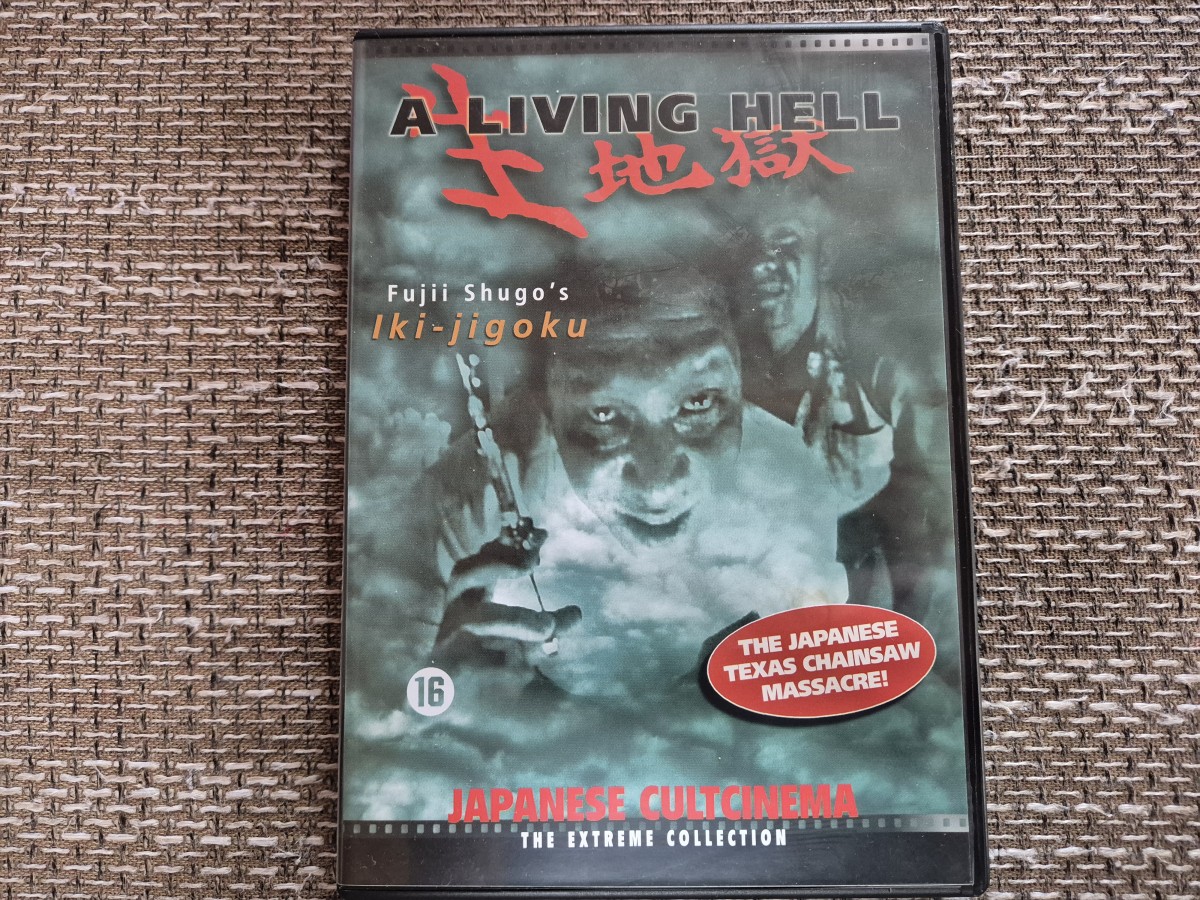 A LIVING HELL
生地獄
Fujii Shugo's
Iki-jigoku
THE JAPANESE
TEXAS CHAINSAW
MASSACRE!
16
JAPANESE CULTCINEMA
THE EXTREME COLLECTION